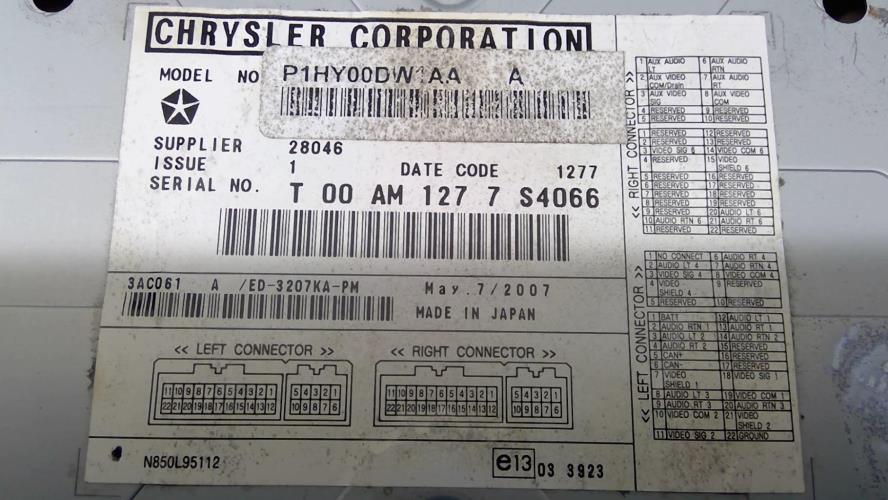 CHRYSLER CORPORATION
MODEL NO P1HY00DW1AA A
SUPPLIER 28046
ISSUE 1 DATE CODE 1277
SERIAL NO. T 00 AM 127 7 S4066
3AC061 A /ED-3207KA-PM May. 7/2007
MADE IN JAPAN
<< LEFT CONNECTOR >> << RIGHT CONNECTOR >>
11 10 9 8 7 6 5 4 3 2 1 5 4 3 2 1
22 21 20 19 18 17 16 15 14 13 12 10 9 8 7 6
11 10 9 8 7 6 5 4 3 2 1 5 4 3 2 1
22 21 20 19 18 17 16 15 14 13 12 10 9 8 7 6
N850L95112 e13 03 3923
<< RIGHT CONNECTOR >>
1 AUX AUDIO LT 6 AUX AUDIO RTN
2 AUX VIDEO COM/Drain 7 AUX AUDIO RT
3 AUX VIDEO SIG 8 AUX VIDEO COM
4 RESERVED 9 RESERVED
5 RESERVED 10 RESERVED
1 RESERVED 12 RESERVED
2 RESERVED 13 RESERVED
3 VIDEO SIG 6 14 VIDEO COM 6
4 RESERVED 15 VIDEO SHIELD 6
5 RESERVED 16 RESERVED
6 RESERVED 17 RESERVED
7 RESERVED 18 RESERVED
8 RESERVED 19 RESERVED
9 RESERVED 20 AUDIO LT 6
10 AUDIO RTN 6 21 AUDIO RT 6
11 RESERVED 22 RESERVED
<< LEFT CONNECTOR >>
1 NO CONNECT 6 AUDIO RT 4
2 AUDIO LT 4 7 AUDIO RTN 4
3 VIDEO SIG 4 8 VIDEO COM 4
4 VIDEO SHIELD 4 9 RESERVED
5 RESERVED 10 RESERVED
1 BATT 12 AUDIO LT 1
2 AUDIO RTN 1 13 AUDIO RT 1
3 AUDIO LT 2 14 AUDIO RTN 2
4 AUDIO RT 2 15 RESERVED
5 CAN+ 16 RESERVED
6 CAN- 17 RESERVED
7 VIDEO SHIELD 1 18 VIDEO SIG 1
8 AUDIO LT 3 19 VIDEO COM 1
9 AUDIO RT 3 20 AUDIO RTN 3
10 VIDEO COM 2 21 VIDEO SHIELD 2
11 VIDEO SIG 2 22 GROUND